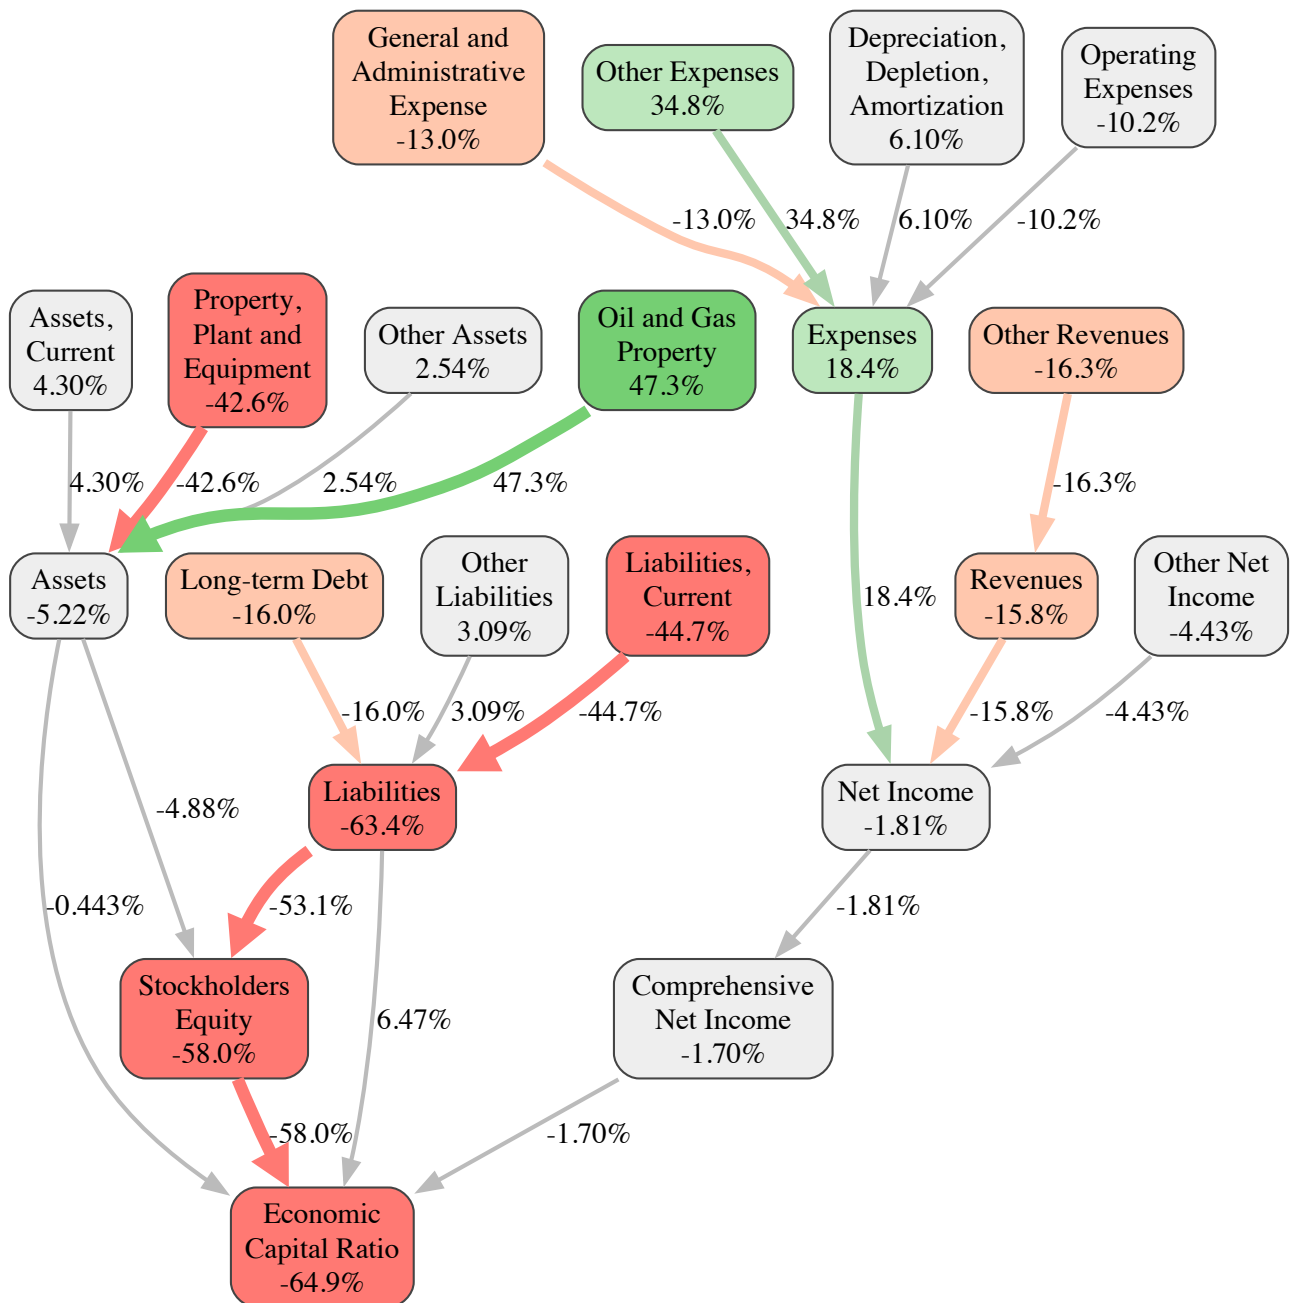 General and
Administrative
Expense
-13.0%
Other Expenses
34.8%
Depreciation,
Depletion,
Amortization
6.10%
Operating
Expenses
-10.2%
-13.0%
34.8%
6.10%
-10.2%
Assets,
Current
4.30%
Property,
Plant and
Equipment
-42.6%
Other Assets
2.54%
Oil and Gas
Property
47.3%
Expenses
18.4%
Other Revenues
-16.3%
4.30%
-42.6%
2.54%
47.3%
-16.3%
Assets
-5.22%
Long-term Debt
-16.0%
Other
Liabilities
3.09%
Liabilities,
Current
-44.7%
18.4%
Revenues
-15.8%
Other Net
Income
-4.43%
-16.0%
3.09%
-44.7%
-15.8%
-4.43%
Liabilities
-63.4%
Net Income
-1.81%
-4.88%
-0.443%
-53.1%
-1.81%
Stockholders
Equity
-58.0%
6.47%
Comprehensive
Net Income
-1.70%
-58.0%
-1.70%
Economic
Capital Ratio
-64.9%